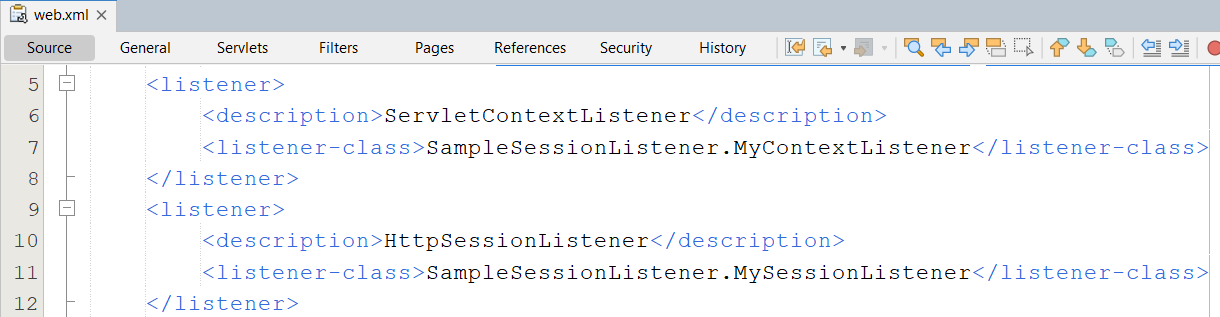 web.xml
Source General Servlets Filters Pages References Security History
5 <listener>
6 <description>ServletContextListener</description>
7 <listener-class>SampleSessionListener.MyContextListener</listener-class>
8 </listener>
9 <listener>
10 <description>HttpSessionListener</description>
11 <listener-class>SampleSessionListener.MySessionListener</listener-class>
12 </listener>